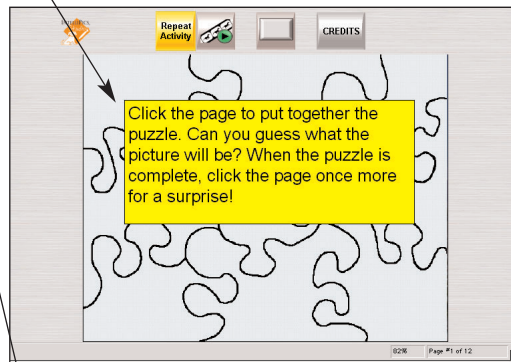 Repeat
Activity
CREDITS
Click the page to put together the
puzzle. Can you guess what the
picture will be? When the puzzle is
complete, click the page once more
for a surprise!
82%
Page #1 of 12